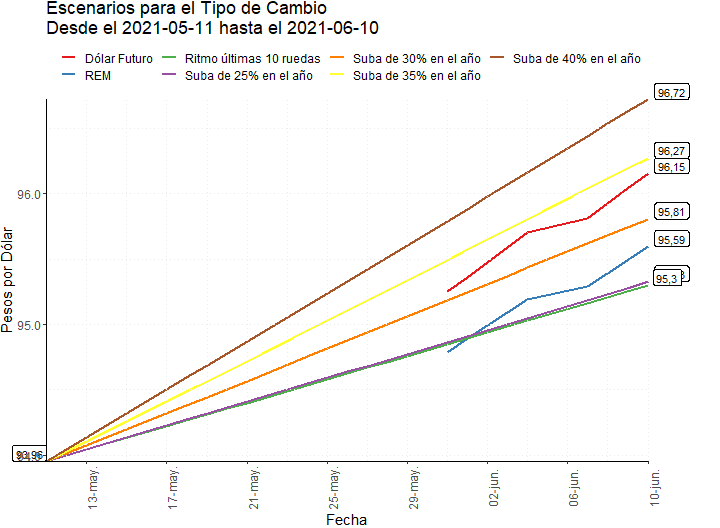 Escenarios para el Tipo de Cambio
Desde el 2021-05-11 hasta el 2021-06-10
Dólar Futuro Ritmo últimas 10 ruedas Suba de 30% en el año Suba de 40% en el año
REM Suba de 25% en el año Suba de 35% en el año
96,72
96,27
96,15
96.0
95,81
95,59
95,3
95.0
93,96
Pesos por Dólar
13-may. 17-may. 21-may. 25-may. 29-may. 02-jun. 06-jun. 10-jun.
Fecha